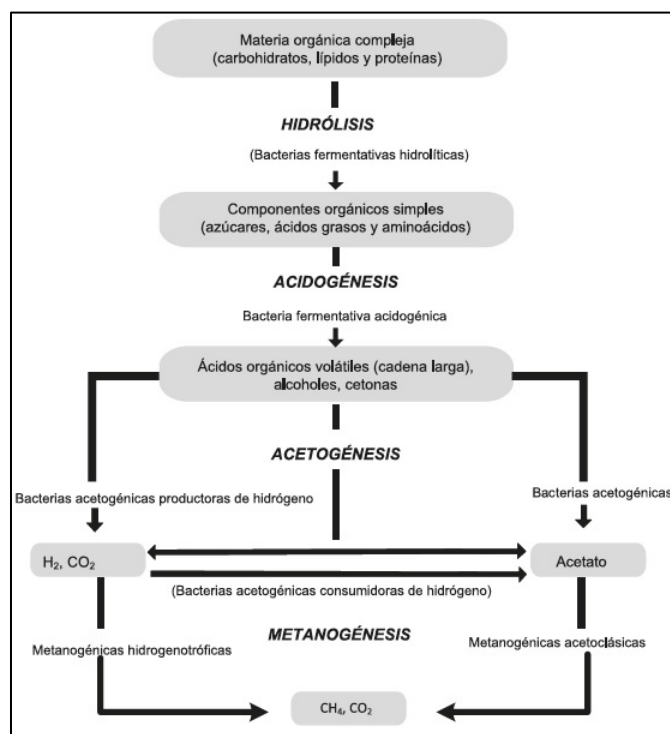 Materia orgánica compleja
(carbohidratos, lípidos y proteínas)
HIDRÓLISIS
(Bacterias fermentativas hidrolíticas)
Componentes orgánicos simples
(azúcares, ácidos grasos y aminoácidos)
ACIDOGÉNESIS
Bacteria fermentativa acidogénica
Ácidos orgánicos volátiles (cadena larga),
alcoholes, cetonas
ACETOGÉNESIS
Bacterias acetogénicas productoras de hidrógeno
Bacterias acetogénicas
H₂, CO₂
Acetato
(Bacterias acetogénicas consumidoras de hidrógeno)
METANOGÉNESIS
Metanogénicas hidrogenotróficas
Metanogénicas acetoclásicas
CH₄, CO₂